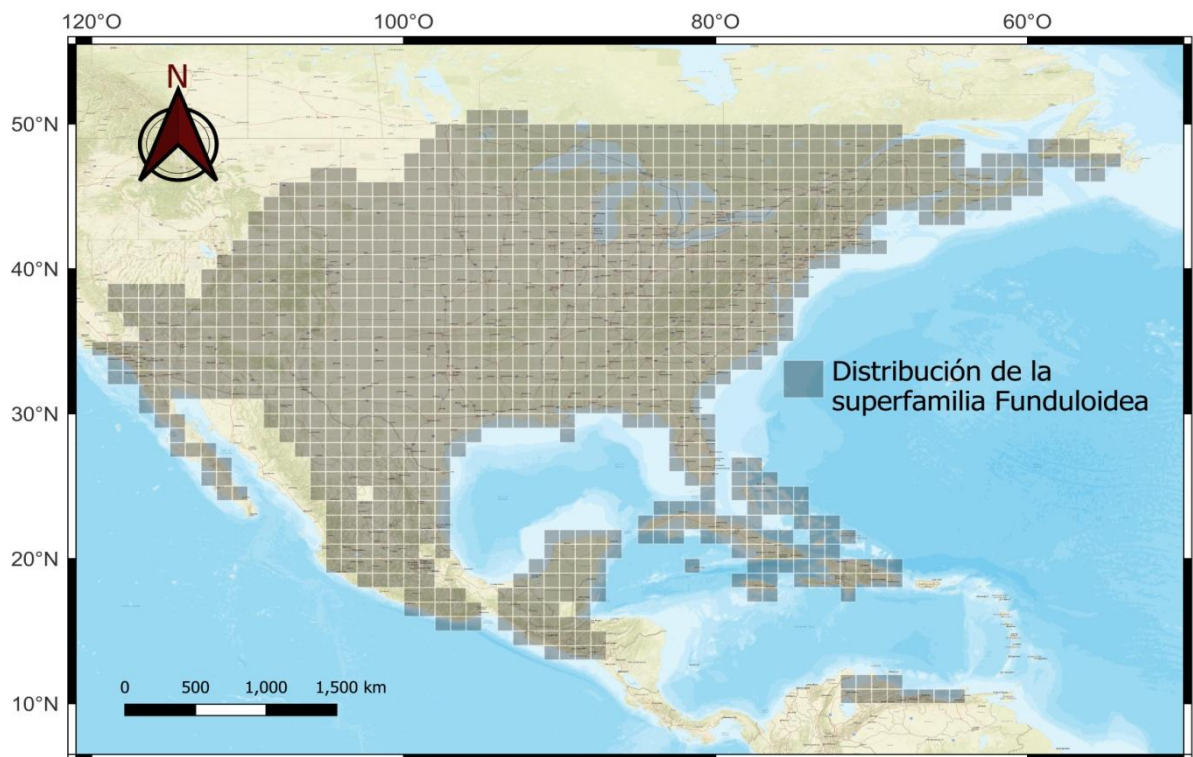 120°O 100°O 80°O 60°O
N
50°N
40°N
Distribución de la
superfamilia Funduloidea
30°N
20°N
0 500 1,000 1,500 km
10°N